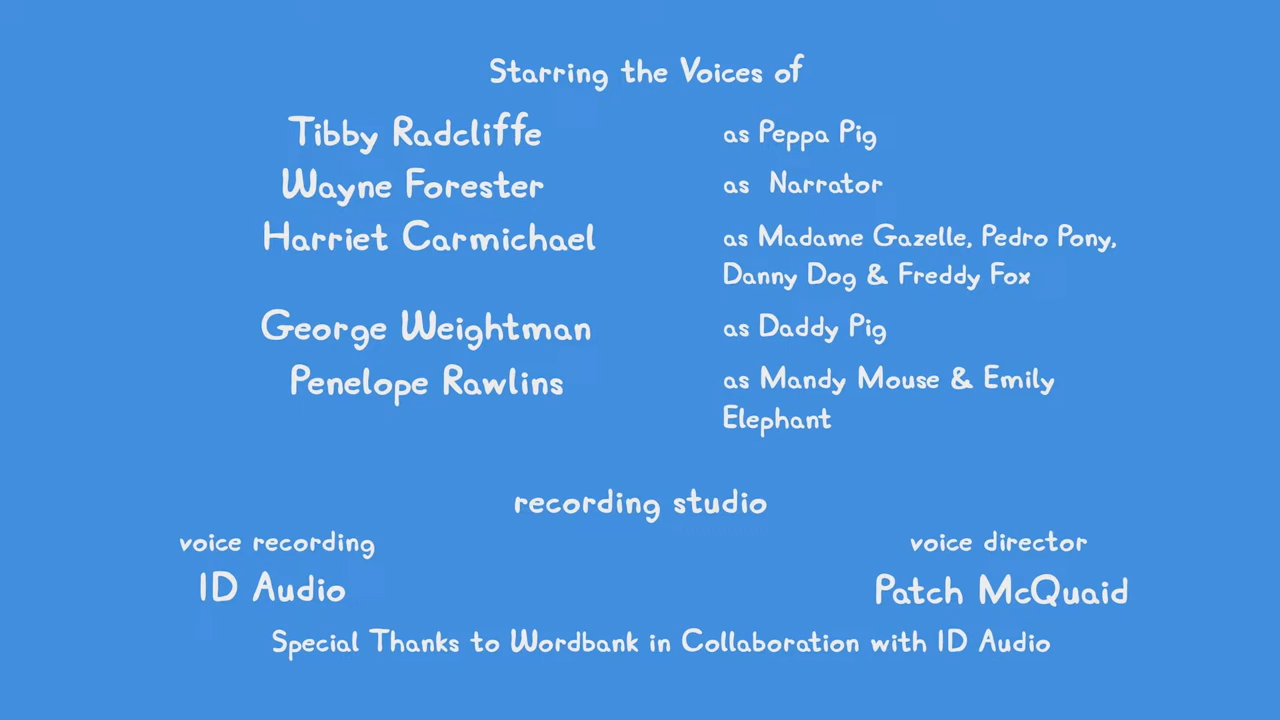 Starring the Voices of
Tibby Radcliffe as Peppa Pig
Wayne Forester as Narrator
Harriet Carmichael as Madame Gazelle, Pedro Pony,
Danny Dog & Freddy Fox
George Weightman as Daddy Pig
Penelope Rawlins as Mandy Mouse & Emily
Elephant
recording studio
voice recording voice director
ID Audio Patch McQuaid
Special Thanks to Wordbank in Collaboration with ID Audio